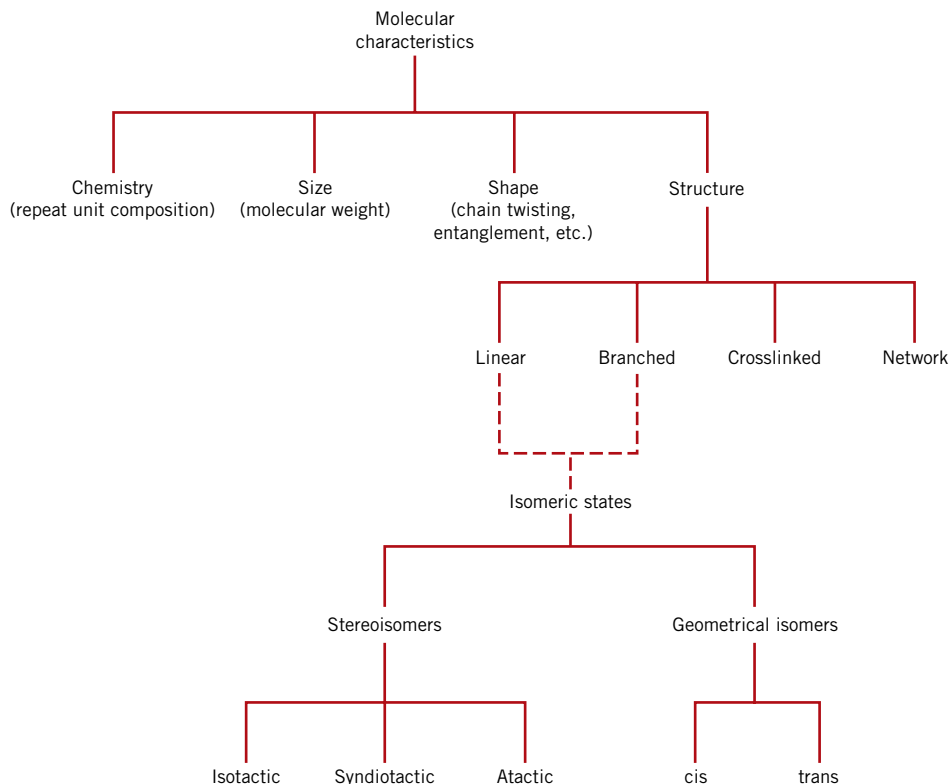 Molecular
characteristics
Chemistry
(repeat unit composition)
Size
(molecular weight)
Shape
(chain twisting,
entanglement, etc.)
Structure
Linear
Branched
Crosslinked
Network
Isomeric states
Stereoisomers
Geometrical isomers
Isotactic
Syndiotactic
Atactic
cis
trans